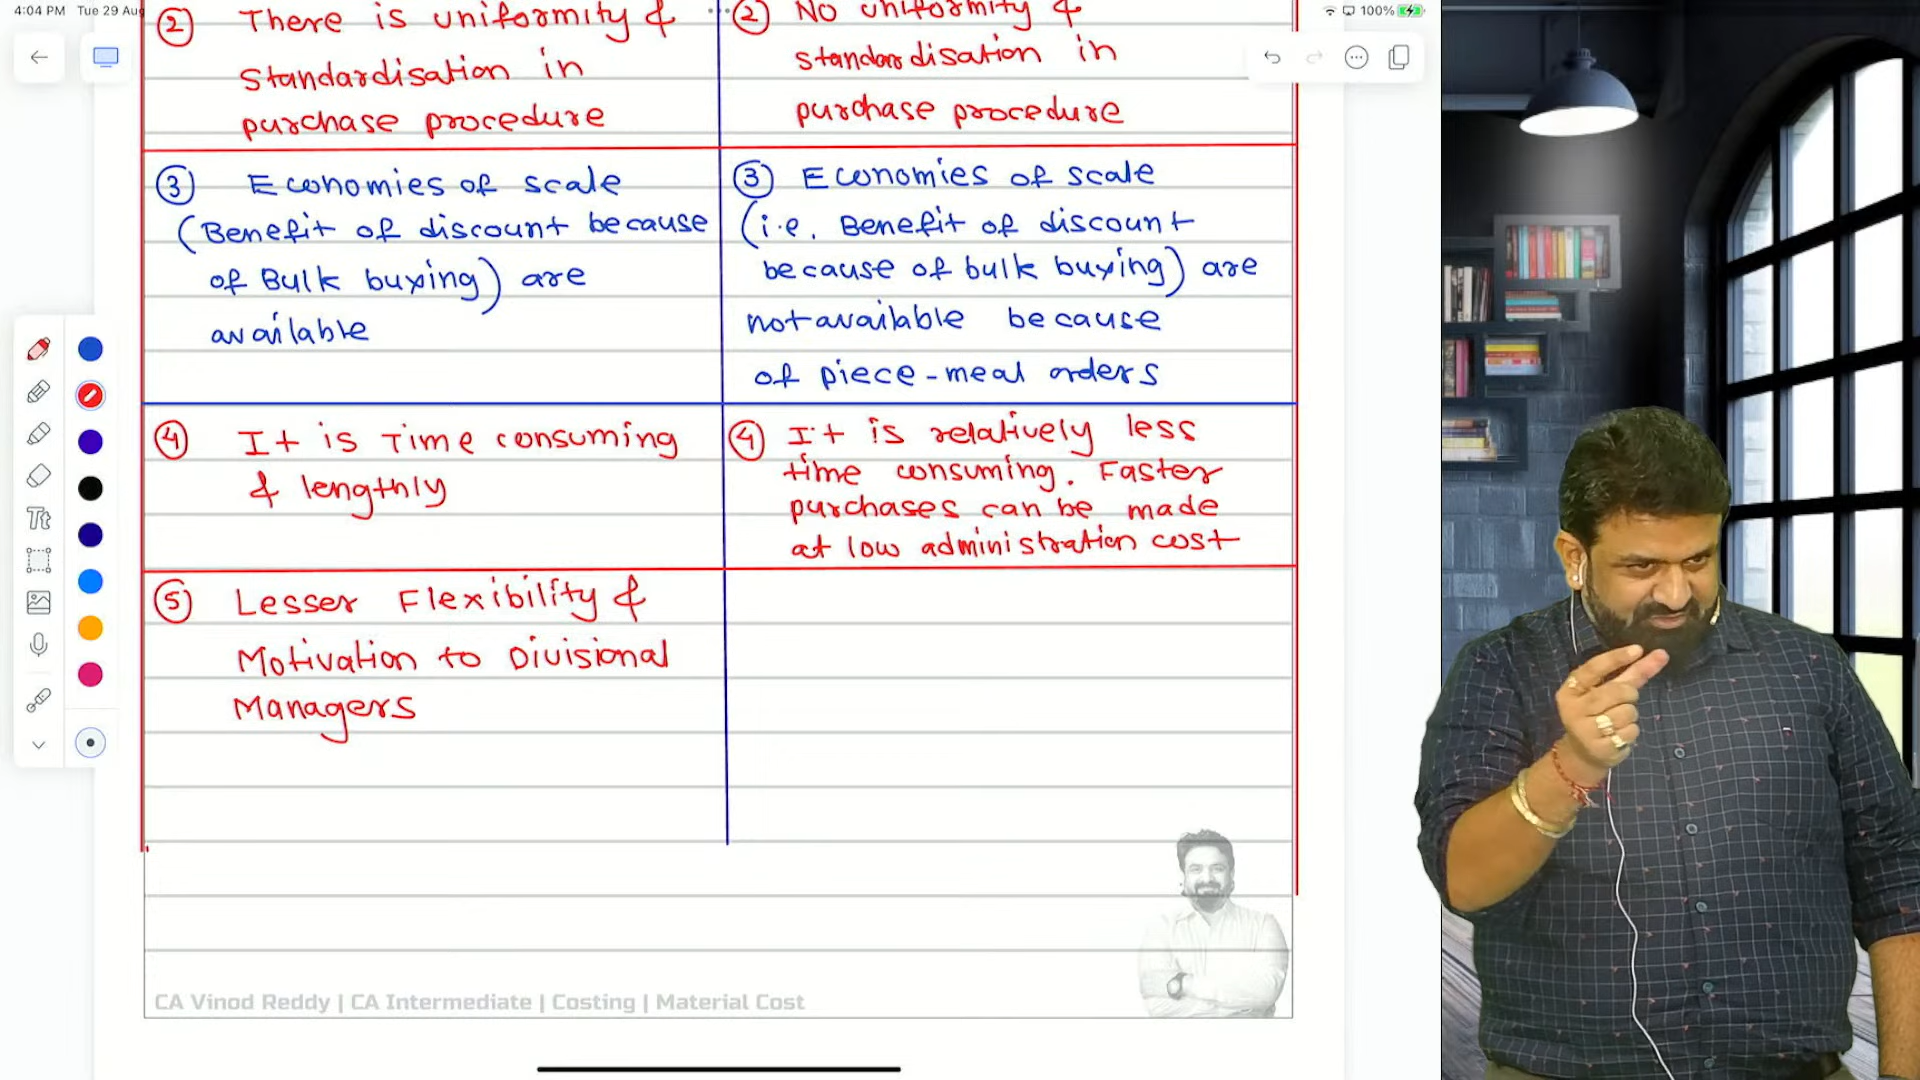 4:04 PM Tue 29 Aug
100%
② There is uniformity &
standardisation in
purchase procedure
② No uniformity &
standardisation in
purchase procedure
③ Economies of scale
(Benefit of discount because
of Bulk buying) are
available
③ Economies of scale
(i.e. Benefit of discount
because of bulk buying) are
not available because
of piece-meal orders
④ It is Time consuming
& lengthly
④ It is relatively less
time consuming. Faster
purchases can be made
at low administration cost
⑤ Lesser Flexibility &
Motivation to Divisional
Managers
Tt
CA Vinod Reddy | CA Intermediate | Costing | Material Cost